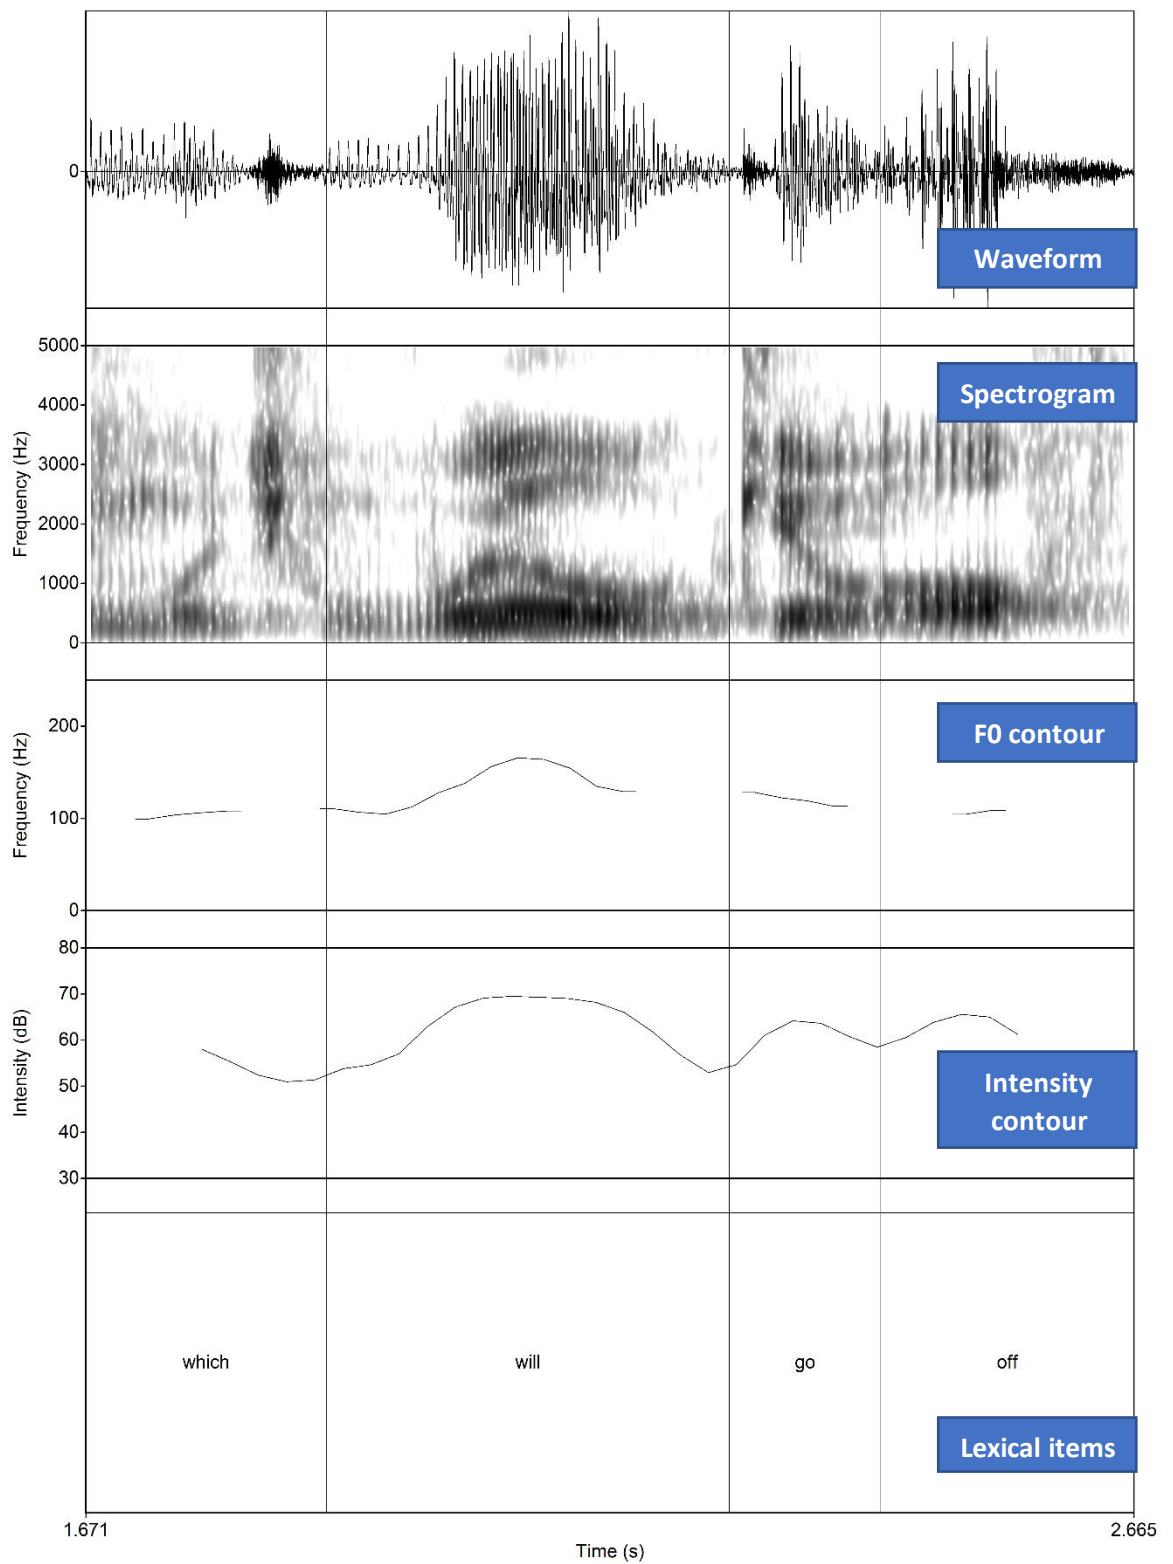 0
Waveform
5000
4000
3000
2000
1000
0
Frequency (Hz)
Spectrogram
200
100
0
Frequency (Hz)
F0 contour
80
70
60
50
40
30
Intensity (dB)
Intensity
contour
which will go off
Lexical items
1.671 2.665
Time (s)